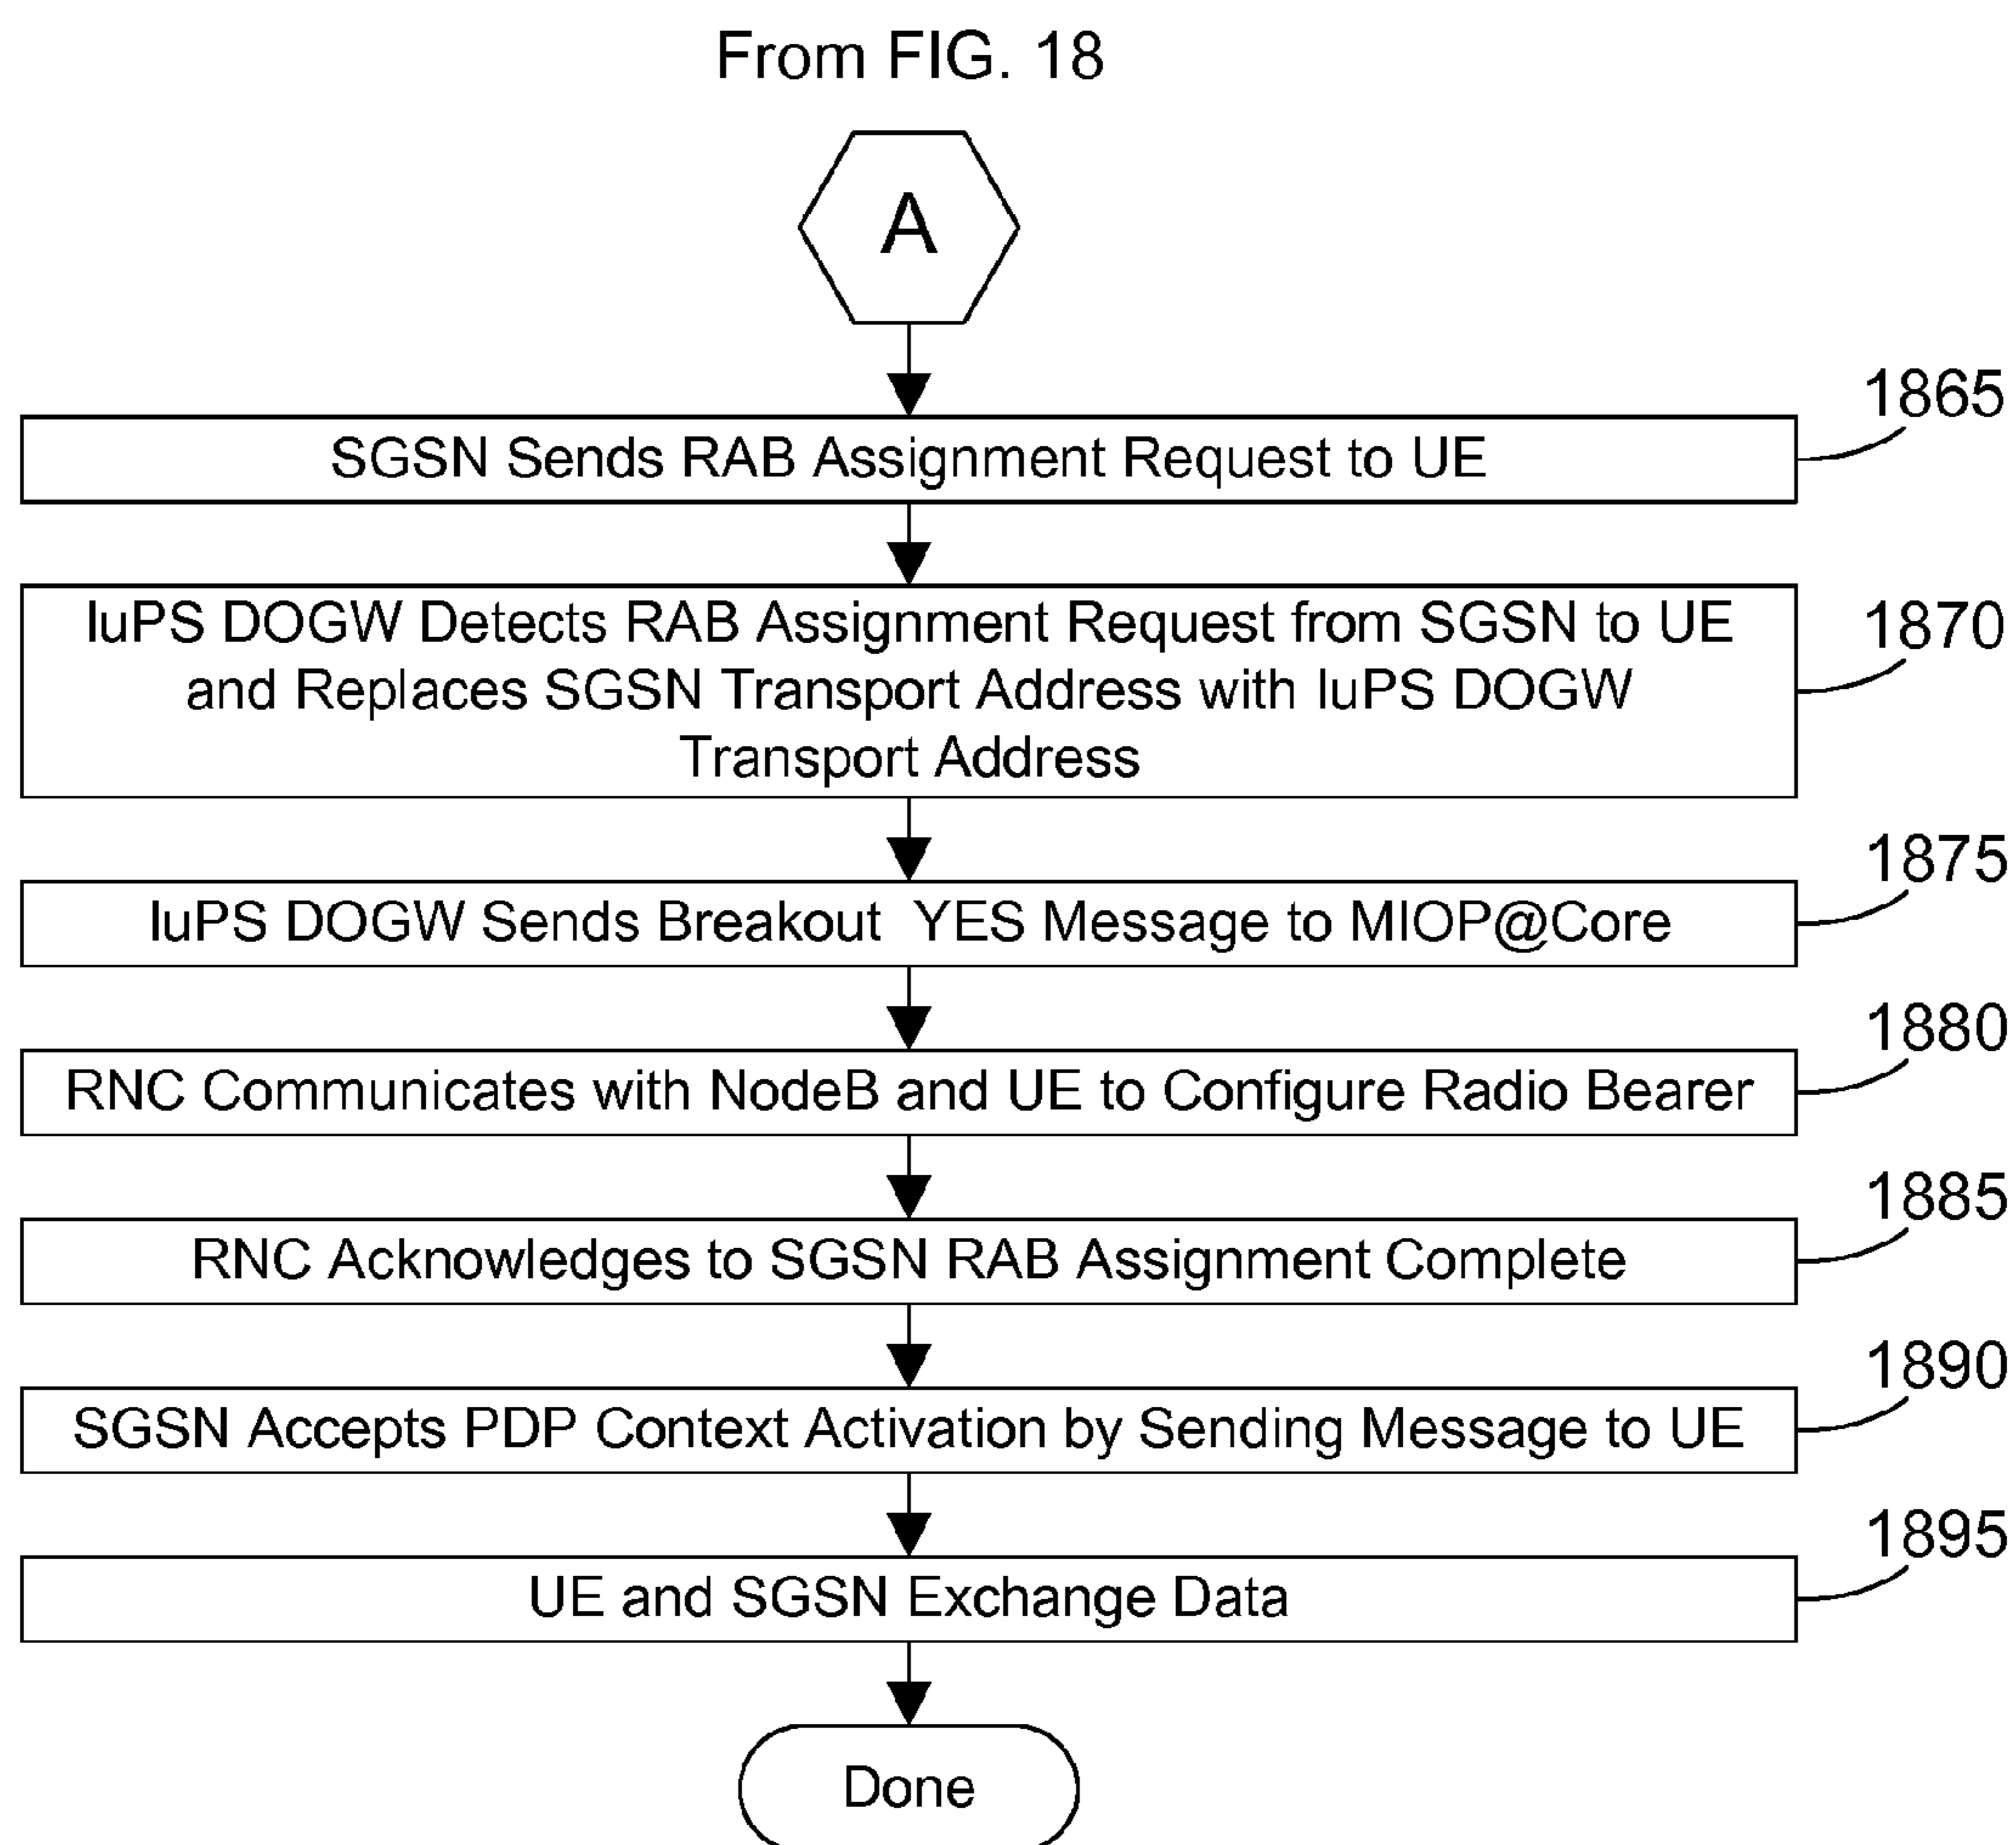 From FIG. 18
A
1865
SGSN Sends RAB Assignment Request to UE
1870
IuPS DOGW Detects RAB Assignment Request from SGSN to UE
and Replaces SGSN Transport Address with IuPS DOGW
Transport Address
1875
IuPS DOGW Sends Breakout YES Message to MIOP@Core
1880
RNC Communicates with NodeB and UE to Configure Radio Bearer
1885
RNC Acknowledges to SGSN RAB Assignment Complete
1890
SGSN Accepts PDP Context Activation by Sending Message to UE
1895
UE and SGSN Exchange Data
Done